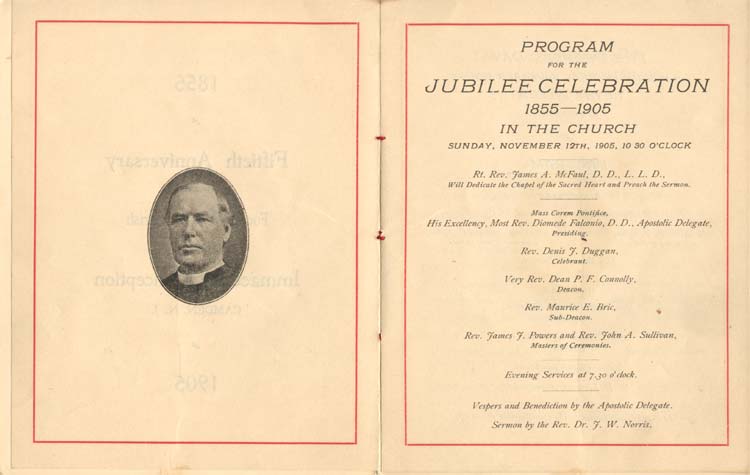 PROGRAM
FOR THE
JUBILEE CELEBRATION
1855—1905
IN THE CHURCH
SUNDAY, NOVEMBER 12TH, 1905, 10 30 O'CLOCK
Rt. Rev. James A. McFaul, D. D., L. L. D.,
Will Dedicate the Chapel of the Sacred Heart and Preach the Sermon.
Mass Corem Pontifice,
His Excellency, Most Rev. Diomede Falconio, D. D., Apostolic Delegate,
Presiding.
Rev. Denis J. Duggan,
Celebrant.
Very Rev. Dean P. F. Connolly,
Deacon.
Rev. Maurice E. Bric,
Sub-Deacon.
Rev. James J. Powers and Rev. John A. Sullivan,
Masters of Ceremonies.
Evening Services at 7.30 o'clock.
Vespers and Benediction by the Apostolic Delegate.
Sermon by the Rev. Dr. J. W. Norris.